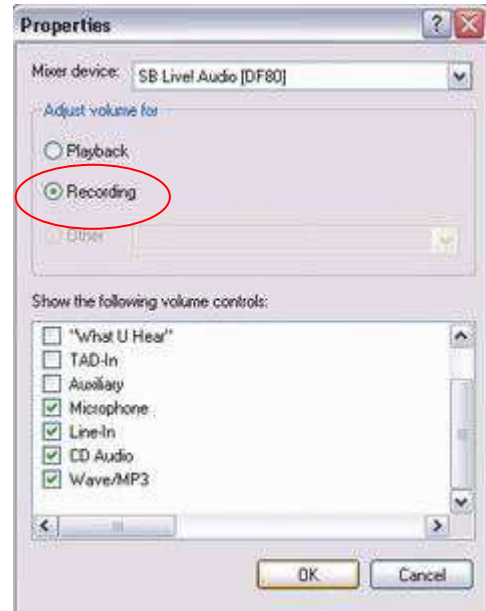 Properties
Mixer device: SB Live! Audio [DF80]
Adjust volume for
Playback
Recording
Other
Show the following volume controls:
"What U Hear"
TAD-In
Auxiliary
Microphone
Line-In
CD Audio
Wave/MP3
OK Cancel